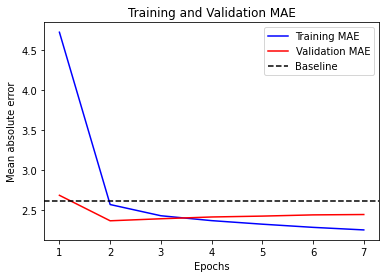 Training and Validation MAE
Training MAE
Validation MAE
Baseline
Mean absolute error
4.5
4.0
3.5
3.0
2.5
1 2 3 4 5 6 7
Epochs